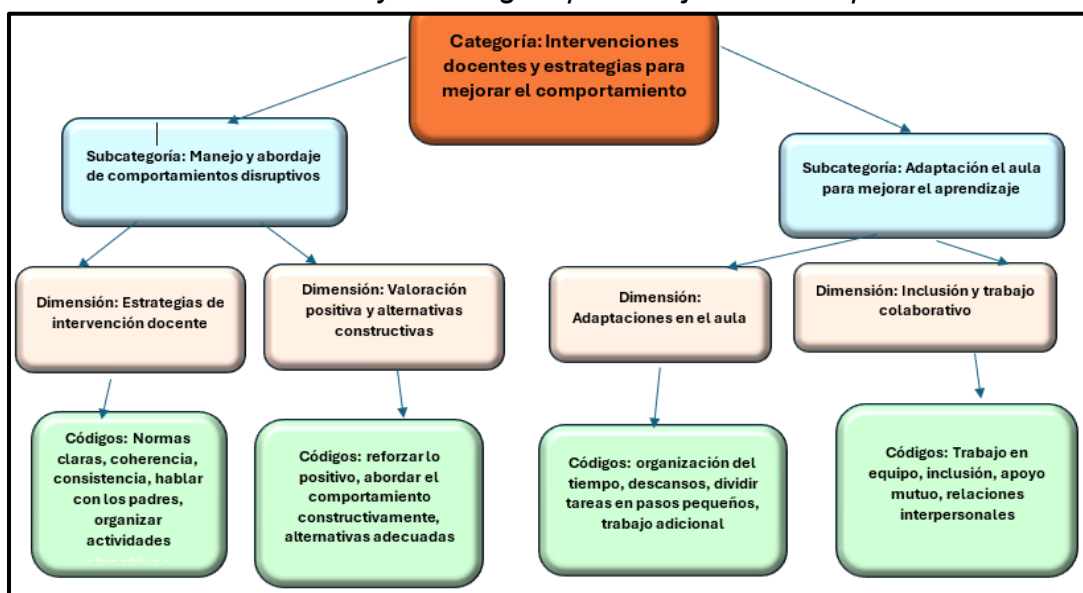 Categoría: Intervenciones
docentes y estrategias para
mejorar el comportamiento
Subcategoría: Manejo y abordaje
de comportamientos disruptivos
Subcategoría: Adaptación el aula
para mejorar el aprendizaje
Dimensión: Estrategias de
intervención docente
Dimensión: Valoración
positiva y alternativas
constructivas
Dimensión:
Adaptaciones en el aula
Dimensión: Inclusión y trabajo
colaborativo
Códigos: Normas
claras, coherencia,
consistencia, hablar
con los padres,
organizar
actividades
Códigos: reforzar lo
positivo, abordar el
comportamiento
constructivamente,
alternativas adecuadas
Códigos: organización del
tiempo, descansos, dividir
tareas en pasos pequeños,
trabajo adicional
Códigos: Trabajo en
equipo, inclusión, apoyo
mutuo, relaciones
interpersonales